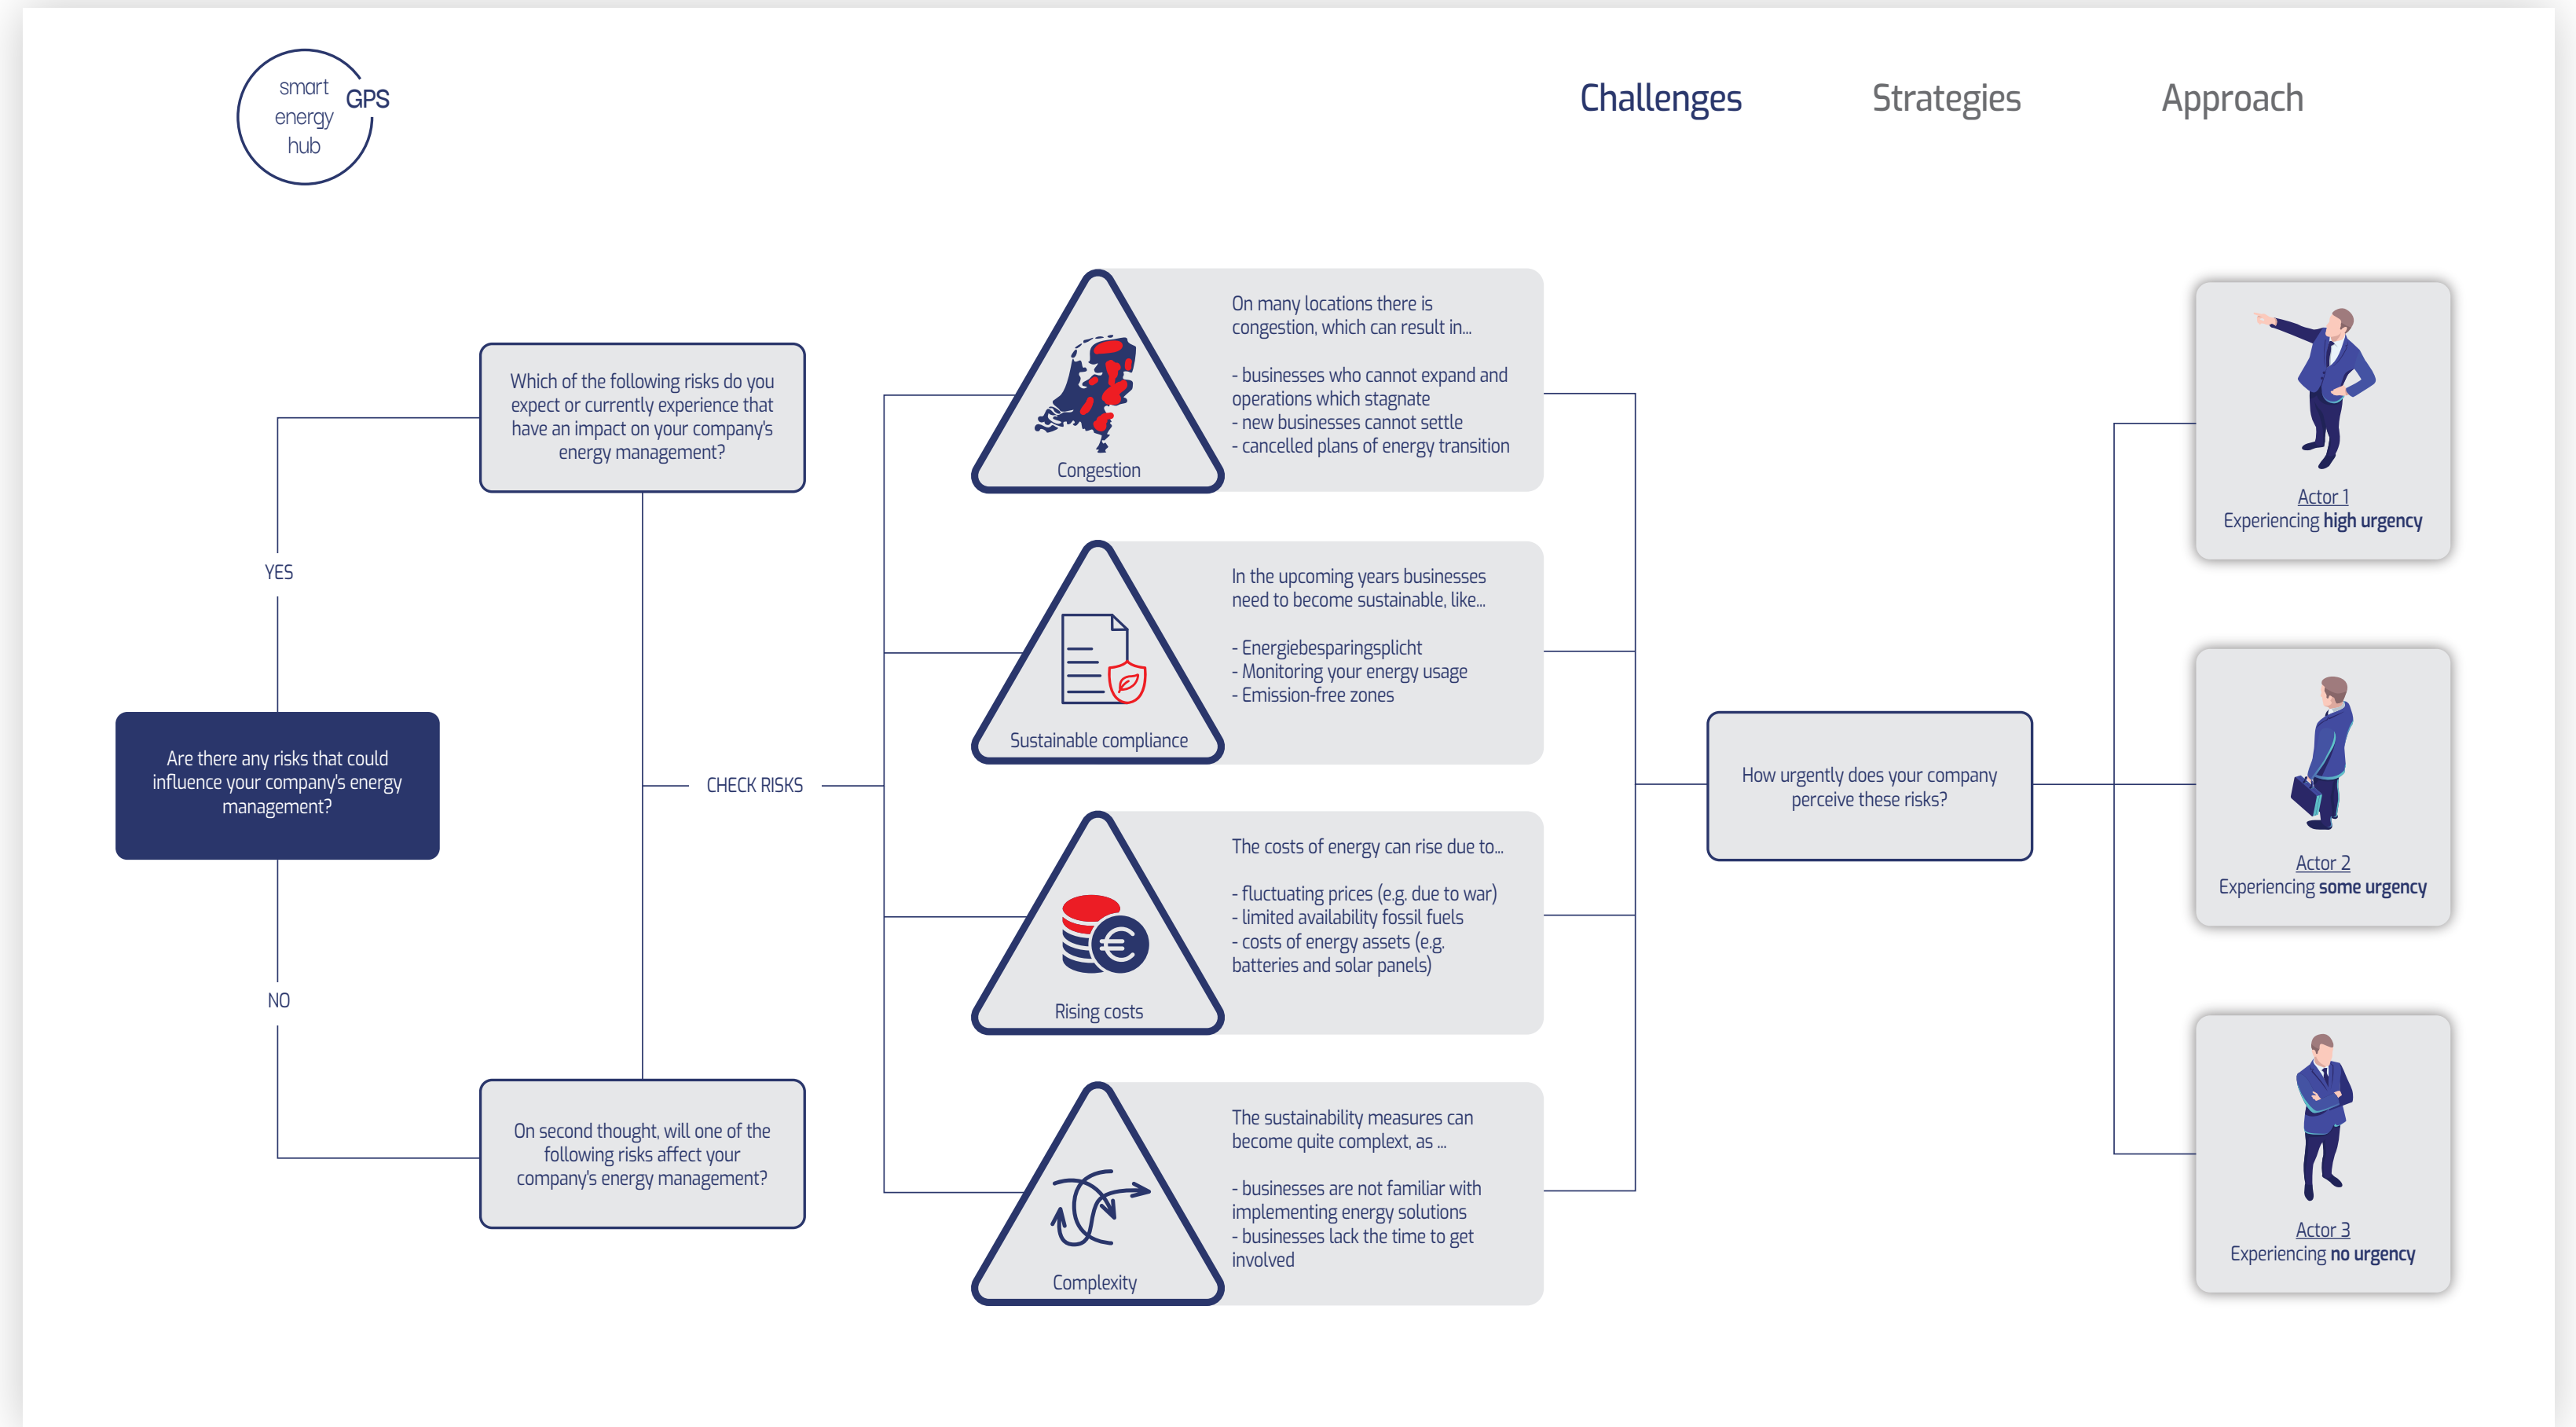 smart
energy
hub
GPS
Challenges
Strategies
Approach
Are there any risks that could
influence your company's energy
management?
YES
NO
Which of the following risks do you
expect or currently experience that
have an impact on your company's
energy management?
On second thought, will one of the
following risks affect your
company's energy management?
CHECK RISKS
Congestion
On many locations there is
congestion, which can result in...
- businesses who cannot expand and
operations which stagnate
- new businesses cannot settle
- cancelled plans of energy transition
Sustainable compliance
In the upcoming years businesses
need to become sustainable, like...
- Energiebesparingsplicht
- Monitoring your energy usage
- Emission-free zones
Rising costs
The costs of energy can rise due to...
- fluctuating prices (e.g. due to war)
- limited availability fossil fuels
- costs of energy assets (e.g.
batteries and solar panels)
Complexity
The sustainability measures can
become quite complext, as ...
- businesses are not familiar with
implementing energy solutions
- businesses lack the time to get
involved
How urgently does your company
perceive these risks?
Actor 1
Experiencing high urgency
Actor 2
Experiencing some urgency
Actor 3
Experiencing no urgency